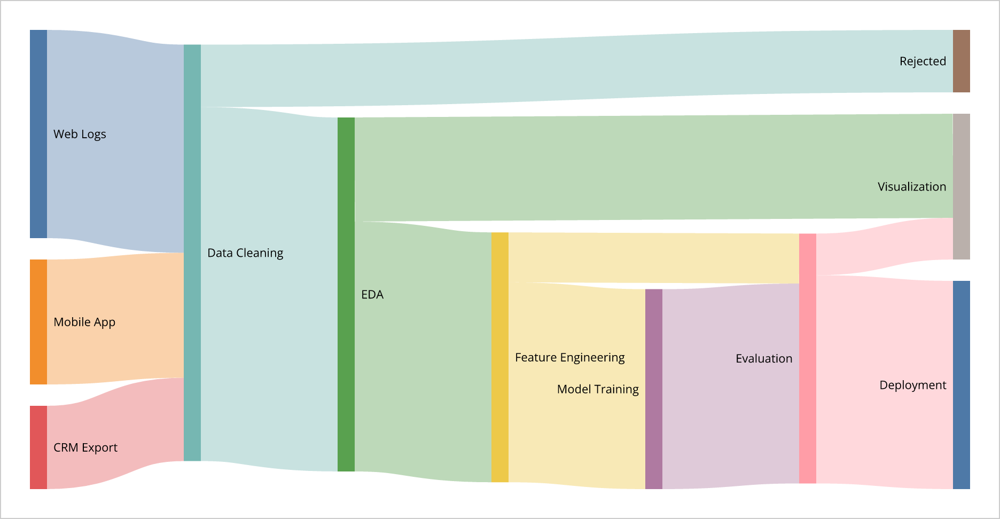 Rejected
Web Logs
Visualization
Data Cleaning
EDA
Mobile App
Feature Engineering
Evaluation
Model Training
Deployment
CRM Export